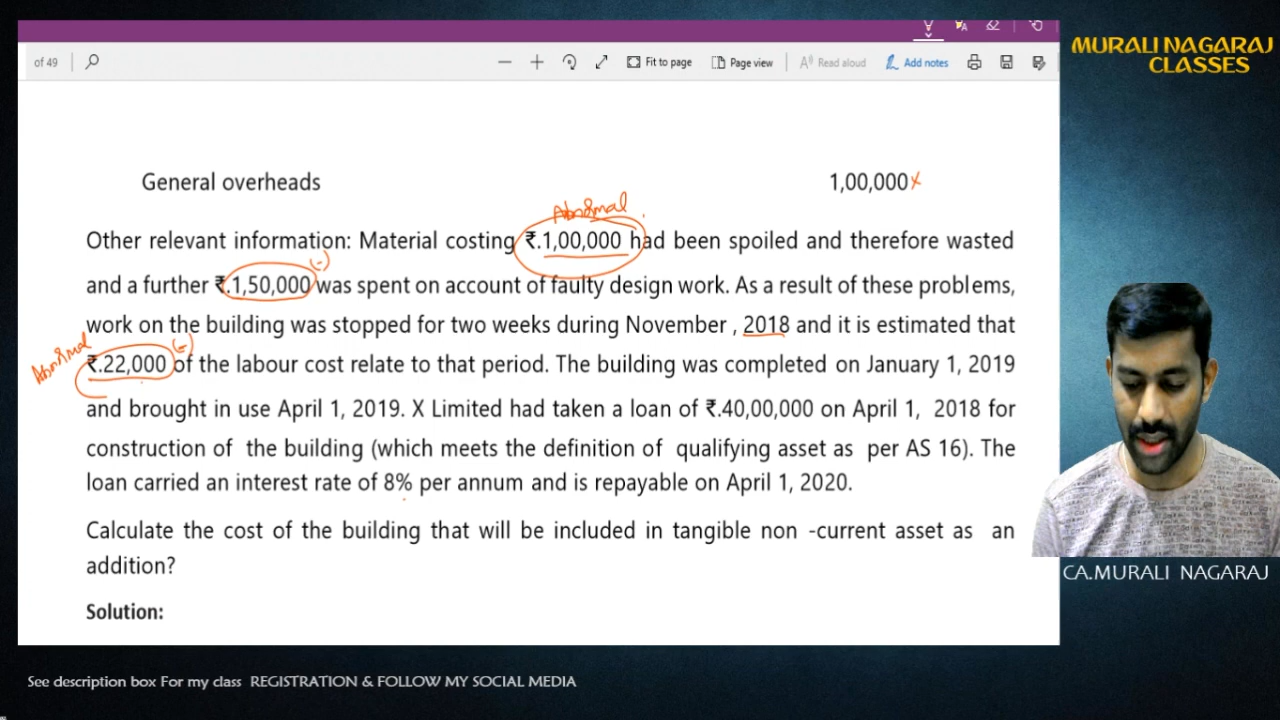 MURALI NAGARAJ
CLASSES
of 49
Fit to page
Page view
Read aloud
Add notes
General overheads 1,00,000x
Abnormal
Other relevant information: Material costing ₹.1,00,000 had been spoiled and therefore wasted
(-)
and a further ₹.1,50,000 was spent on account of faulty design work. As a result of these problems,
work on the building was stopped for two weeks during November , 2018 and it is estimated that
Abnormal
(-)
₹.22,000 of the labour cost relate to that period. The building was completed on January 1, 2019
and brought in use April 1, 2019. X Limited had taken a loan of ₹.40,00,000 on April 1, 2018 for
construction of the building (which meets the definition of qualifying asset as per AS 16). The
loan carried an interest rate of 8% per annum and is repayable on April 1, 2020.
Calculate the cost of the building that will be included in tangible non -current asset as an
addition?
Solution:
CA.MURALI NAGARAJ
See description box For my class REGISTRATION & FOLLOW MY SOCIAL MEDIA